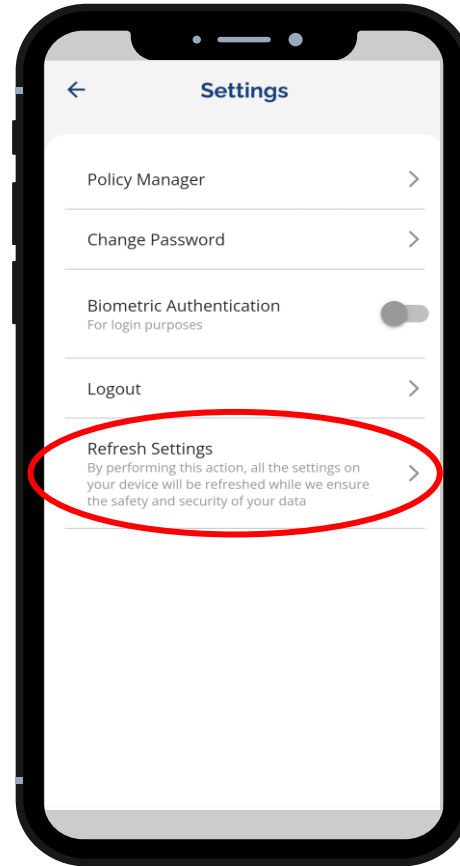 Settings
Policy Manager
Change Password
Biometric Authentication
For login purposes
Logout
Refresh Settings
By performing this action, all the settings on
your device will be refreshed while we ensure
the safety and security of your data